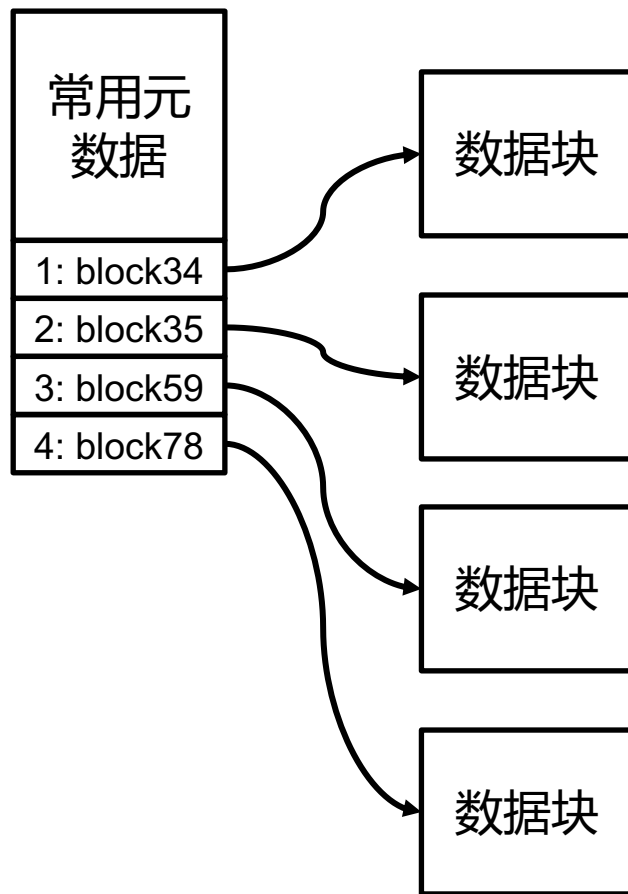 常用元
数据
1: block34
2: block35
3: block59
4: block78
数据块
数据块
数据块
数据块